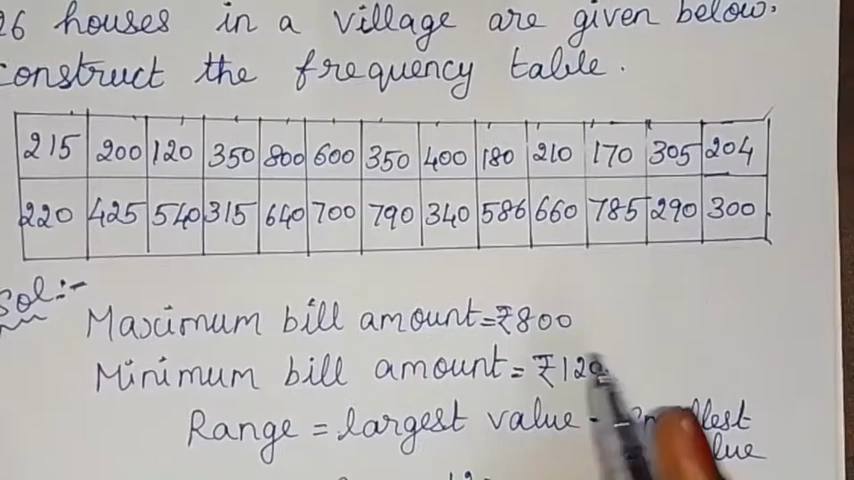 26 houses in a village are given below.
construct the frequency table.
215 200 120 350 800 600 350 400 180 210 170 305 204
220 425 540 315 640 700 790 340 586 660 785 290 300
Sol:-
Maximum bill amount=₹800
Minimum bill amount=₹120
Range = largest value -